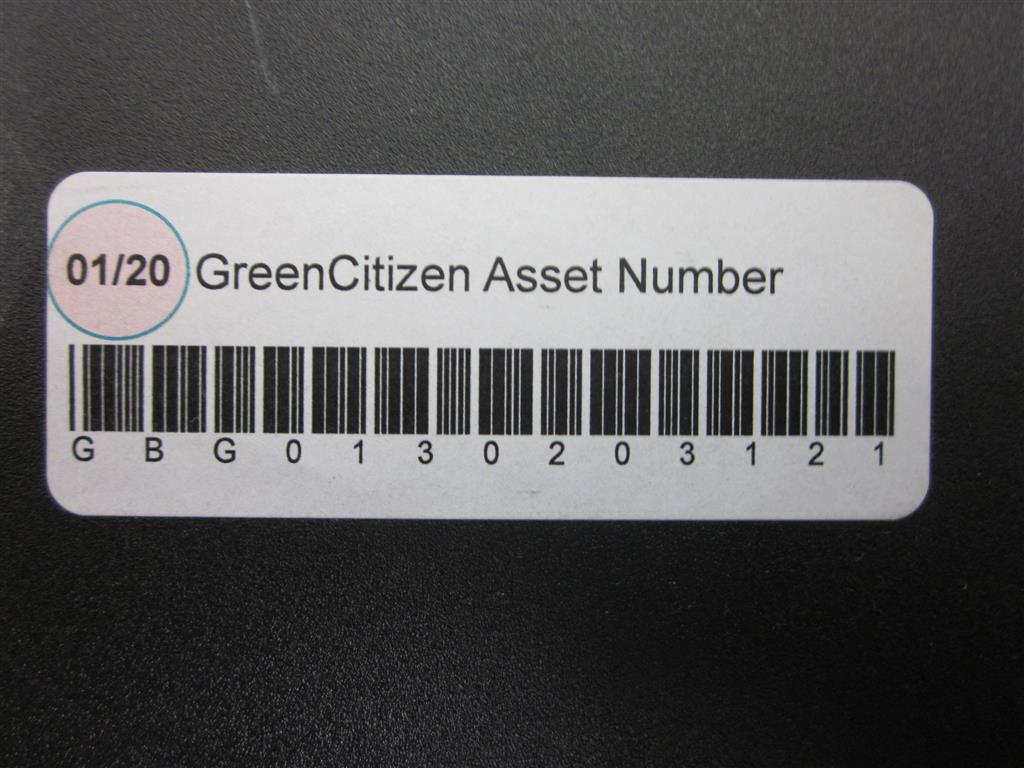 01/20 GreenCitizen Asset Number
G B G 0 1 3 0 2 0 3 1 2 1